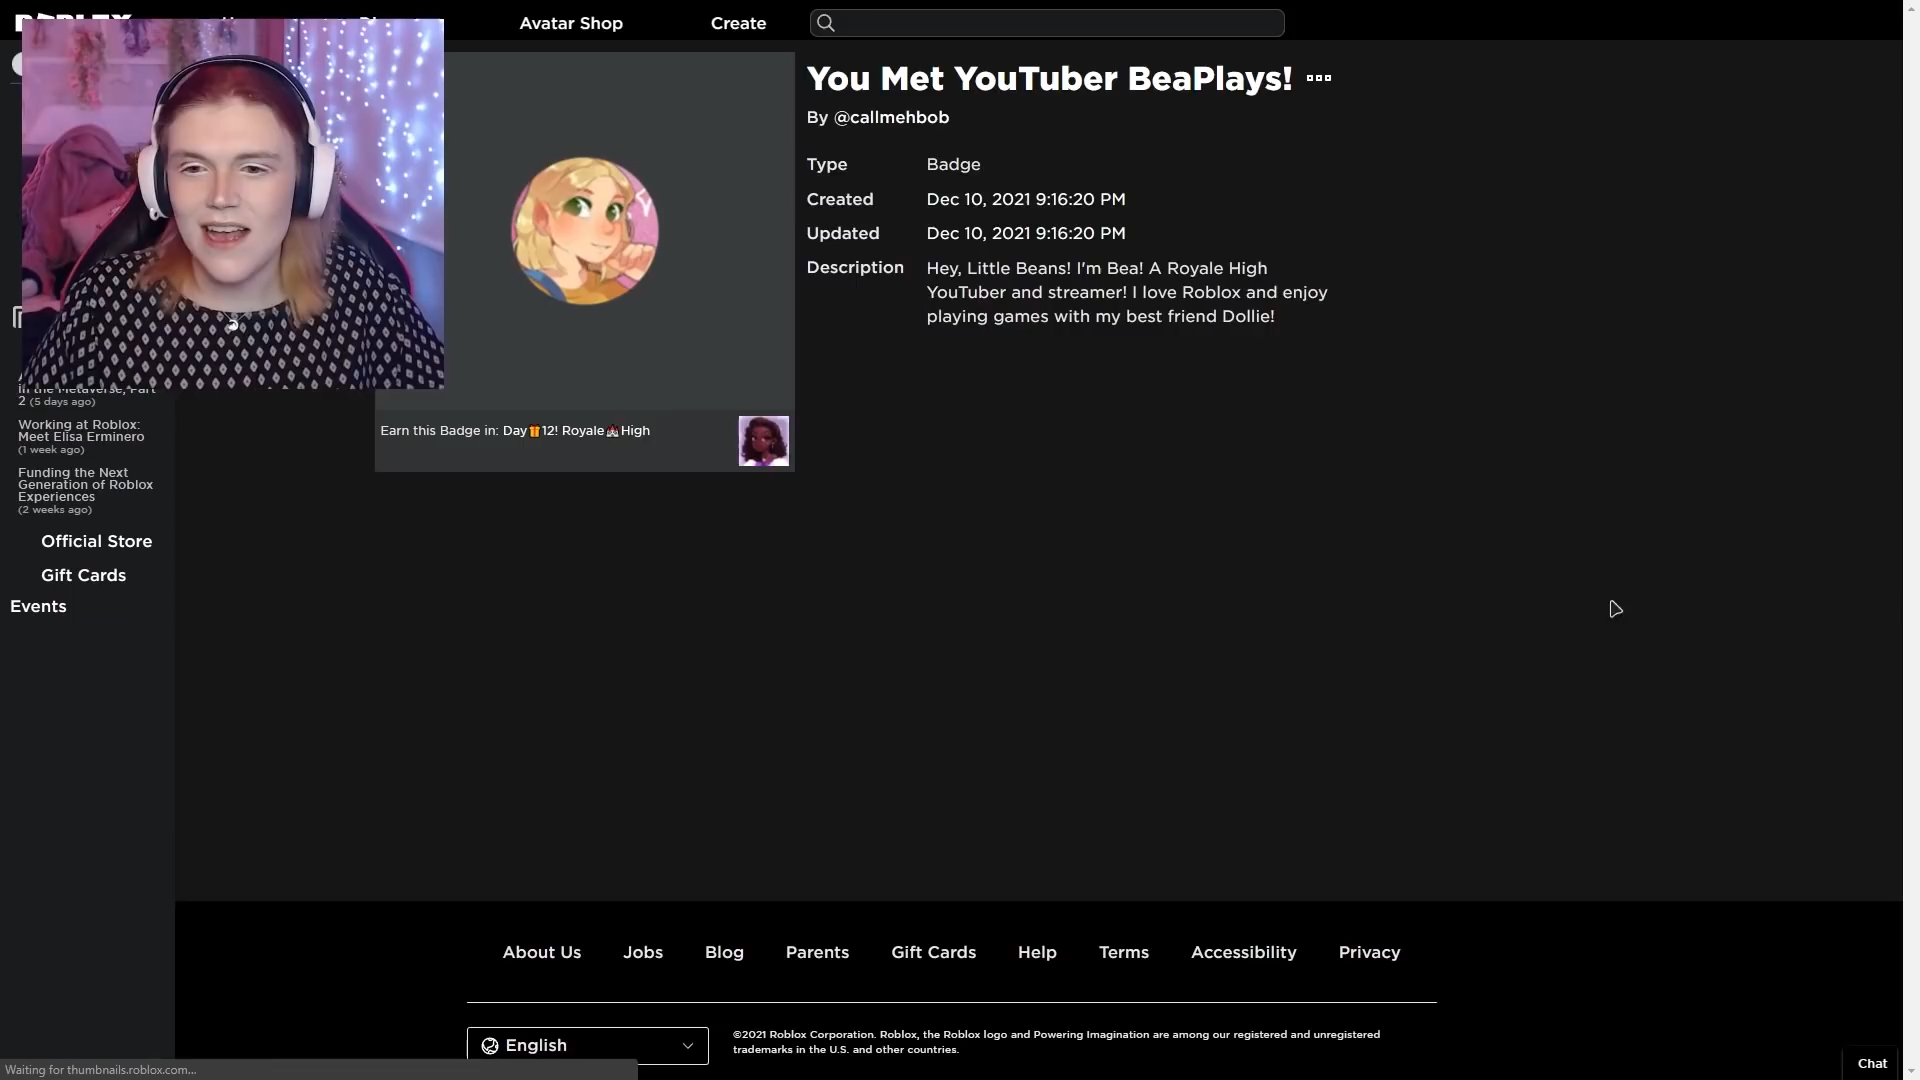 Avatar Shop
Create
You Met YouTuber BeaPlays!
By @callmehbob
Type Badge
Created Dec 10, 2021 9:16:20 PM
Updated Dec 10, 2021 9:16:20 PM
Description Hey, Little Beans! I'm Bea! A Royale High
YouTuber and streamer! I love Roblox and enjoy
playing games with my best friend Dollie!
Earn this Badge in: Day🎁12! Royale🏰High
in the Metaverse, Part
2 (5 days ago)
Working at Roblox:
Meet Elisa Erminero
(1 week ago)
Funding the Next
Generation of Roblox
Experiences
(2 weeks ago)
Official Store
Gift Cards
Events
About Us Jobs Blog Parents Gift Cards Help Terms Accessibility Privacy
English
©2021 Roblox Corporation. Roblox, the Roblox logo and Powering Imagination are among our registered and unregistered
trademarks in the U.S. and other countries.
Waiting for thumbnails.roblox.com...
Chat